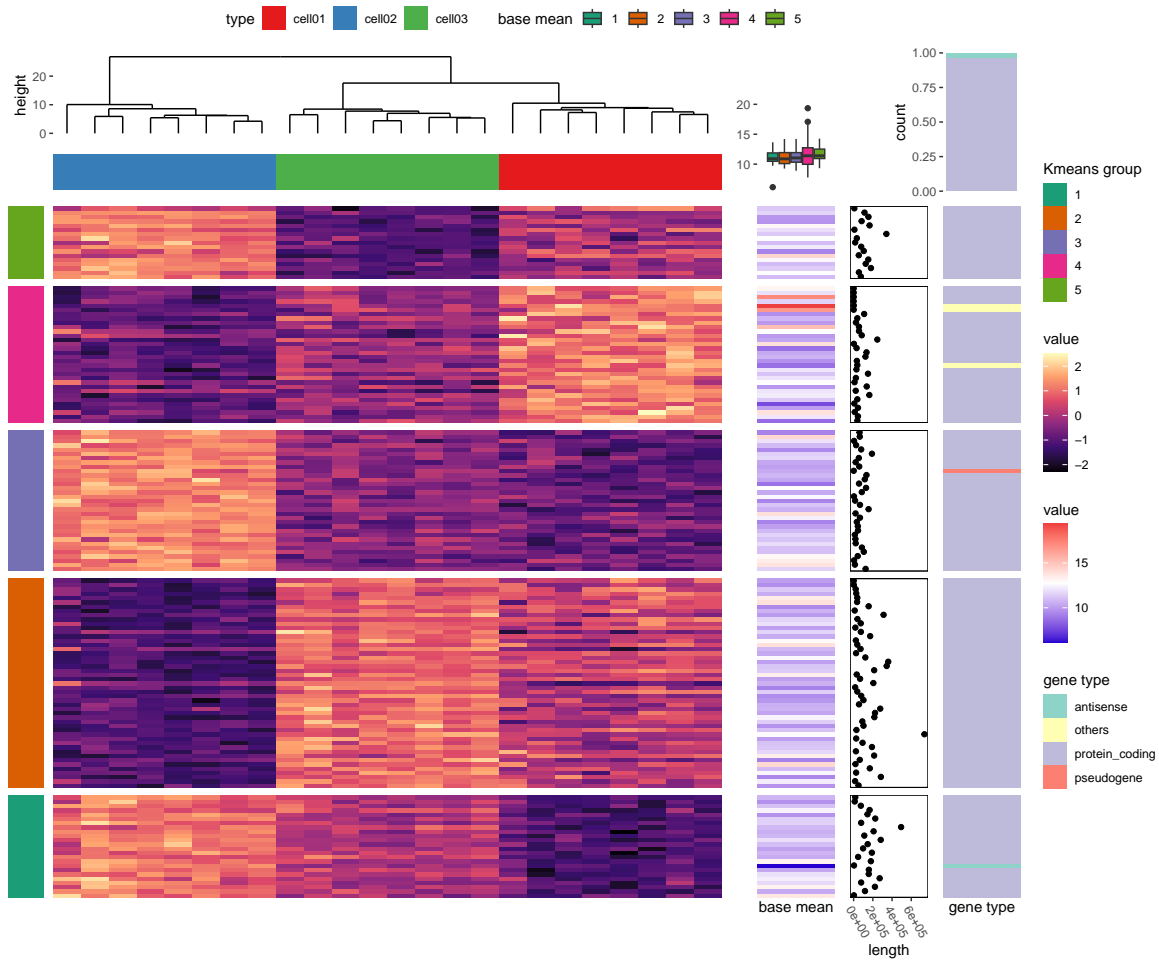 type cell01 cell02 cell03 base mean 1 2 3 4 5
height
20
10
0
20
15
10
count
1.00
0.75
0.50
0.25
0.00
Kmeans group
1
2
3
4
5
value
2
1
0
−1
−2
value
15
10
gene type
antisense
others
protein_coding
pseudogene
base mean
0e+00
2e+05
4e+05
6e+05
length
gene type